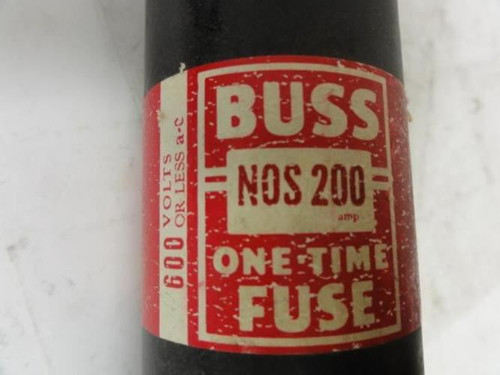 BUSS
NOS 200
amp
ONE-TIME
FUSE
600 VOLTS
OR LESS a-c